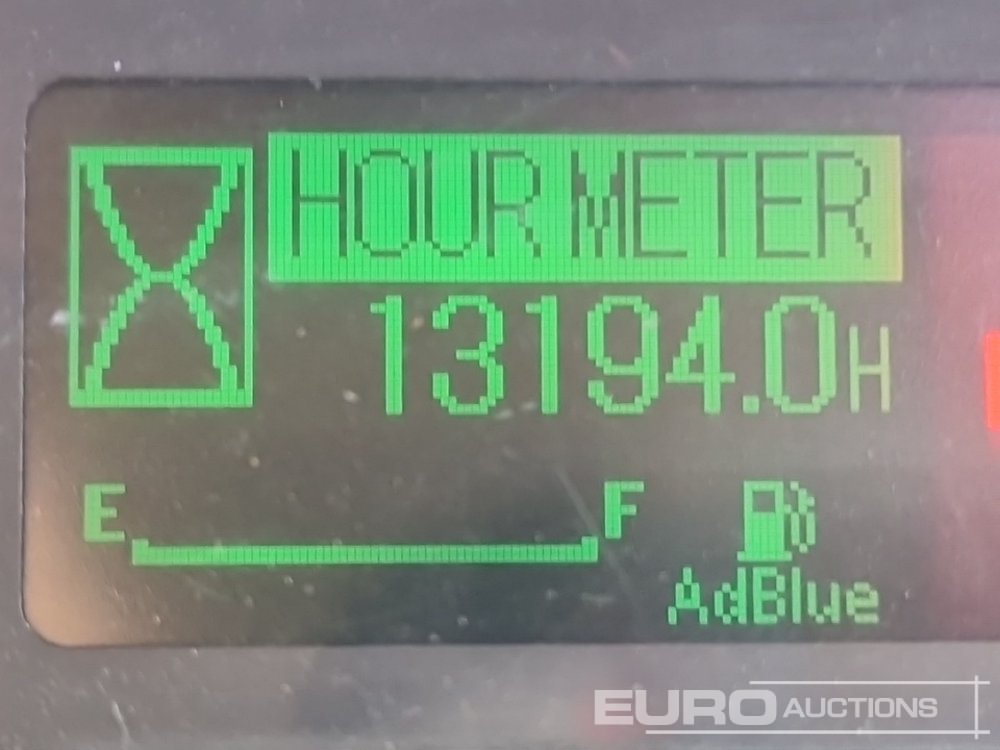 HOUR METER
13194.0H
E F
AdBlue
EURO AUCTIONS